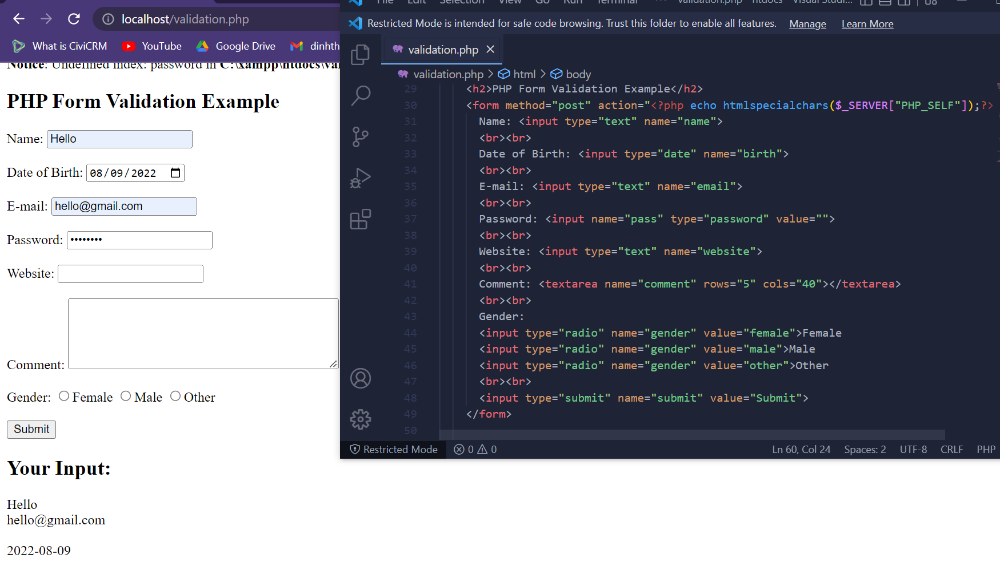 localhost/validation.php
What is CiviCRM YouTube Google Drive dinhth
Notice: Undefined index: password in C:\xampp\htdocs\val
PHP Form Validation Example
Name: Hello
Date of Birth: 08/09/2022
E-mail: hello@gmail.com
Password: ••••••••
Website:
Comment:
Gender: Female Male Other
Submit
Your Input:
Hello
hello@gmail.com
2022-08-09
File Edit Selection View Go Run Terminal ··· validation.php - htdocs - Visual Studi...
Restricted Mode is intended for safe code browsing. Trust this folder to enable all features. Manage Learn More
validation.php
validation.php > html > body
29 <h2>PHP Form Validation Example</h2>
30 <form method="post" action="<?php echo htmlspecialchars($_SERVER["PHP_SELF"]);?>
31 Name: <input type="text" name="name">
32 <br><br>
33 Date of Birth: <input type="date" name="birth">
34 <br><br>
35 E-mail: <input type="text" name="email">
36 <br><br>
37 Password: <input name="pass" type="password" value="">
38 <br><br>
39 Website: <input type="text" name="website">
40 <br><br>
41 Comment: <textarea name="comment" rows="5" cols="40"></textarea>
42 <br><br>
43 Gender:
44 <input type="radio" name="gender" value="female">Female
45 <input type="radio" name="gender" value="male">Male
46 <input type="radio" name="gender" value="other">Other
47 <br><br>
48 <input type="submit" name="submit" value="Submit">
49 </form>
50
Restricted Mode 0 0 Ln 60, Col 24 Spaces: 2 UTF-8 CRLF PHP